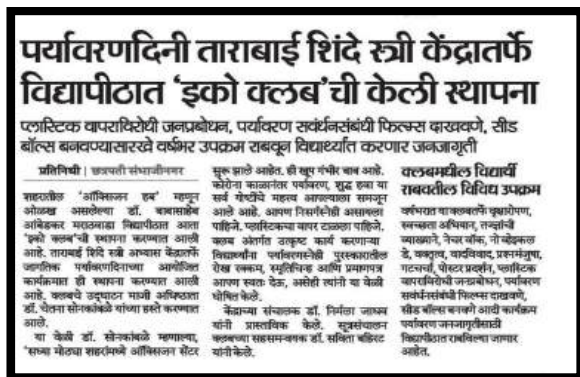 पर्यावरणदिनी ताराबाई शिंदे स्त्री केंद्रातर्फे
विद्यापीठात ‘इको क्लब’ची केली स्थापना
प्लास्टिक वापराविरोधी जनप्रबोधन, पर्यावरण सवंर्धनसंबंधी फिल्म्स दाखवणे, सीड
बॉल्स बनवण्यासारखे वर्षभर उपक्रम राबवून विद्यार्थ्यांत करणार जनजागृती
प्रतिनिधी | छत्रपती संभाजीनगर
शहरातील ‘ऑक्सिजन हब’ म्हणून
ओळख असलेल्या डॉ. बाबासाहेब
आंबेडकर मराठवाडा विद्यापीठात आता
‘इको क्लब’ची स्थापना करण्यात आली
आहे. ताराबाई शिंदे स्त्री अभ्यास केंद्रातर्फे
जागतिक पर्यावरणदिनाच्या आयोजित
कार्यक्रमात ही स्थापना करण्यात आली
आहे. क्लबचे उद्घाटन माजी अधिष्ठाता
डॉ. चेतना सोनकांबळे यांच्या हस्ते करण्यात
आले.
या वेळी डॉ. सोनकांबळे म्हणाल्या,
‘सध्या मोठ्या शहरांमध्ये ऑक्सिजन सेंटर
सुरू झाले आहेत. ही खूप गंभीर बाब आहे.
कोरोना काळानंतर पर्यावरण, शुद्ध हवा या
सर्व गोष्टींचे महत्त्व आपल्याला समजून
आले आहे. आपण निसर्गस्नेही असायला
पाहिजे. प्लास्टिकचा वापर टाळला पाहिजे.
क्लब अंतर्गत उत्कृष्ट कार्य करणाऱ्या
विद्यार्थ्यांना पर्यावरणस्नेही पुरस्कारातील
रोख रक्कम, स्मृतिचिन्ह आणि प्रमाणपत्र
आपण स्वतः देऊ, असेही त्यांनी या वेळी
घोषित केले.
केंद्राच्या संचालक डॉ. निर्मला जाधव
यांनी प्रास्ताविक केले. सूत्रसंचालन
क्लबच्या सहसमन्वयक डॉ. सविता बहिरट
यांनी केले.
क्लबमधील विद्यार्थी
राबवतील विविध उपक्रम
वर्षभरात या क्लबतर्फे वृक्षारोपण,
स्वच्छता अभियान, तज्ज्ञांची
व्याख्याने, नेचर वॉक, नो व्हेईकल
डे, वक्तृत्व, वादविवाद, प्रश्नमंजुषा,
गटचर्चा, पोस्टर प्रदर्शन, प्लास्टिक
वापराविरोधी जनप्रबोधन, पर्यावरण
सवंर्धनसंबंधी फिल्म्स दाखवणे,
सीड बॉल्स बनवणे आदी कार्यक्रम
पर्यावरण जनजागृतीसाठी
विद्यापीठात राबविल्या जाणार
आहेत.